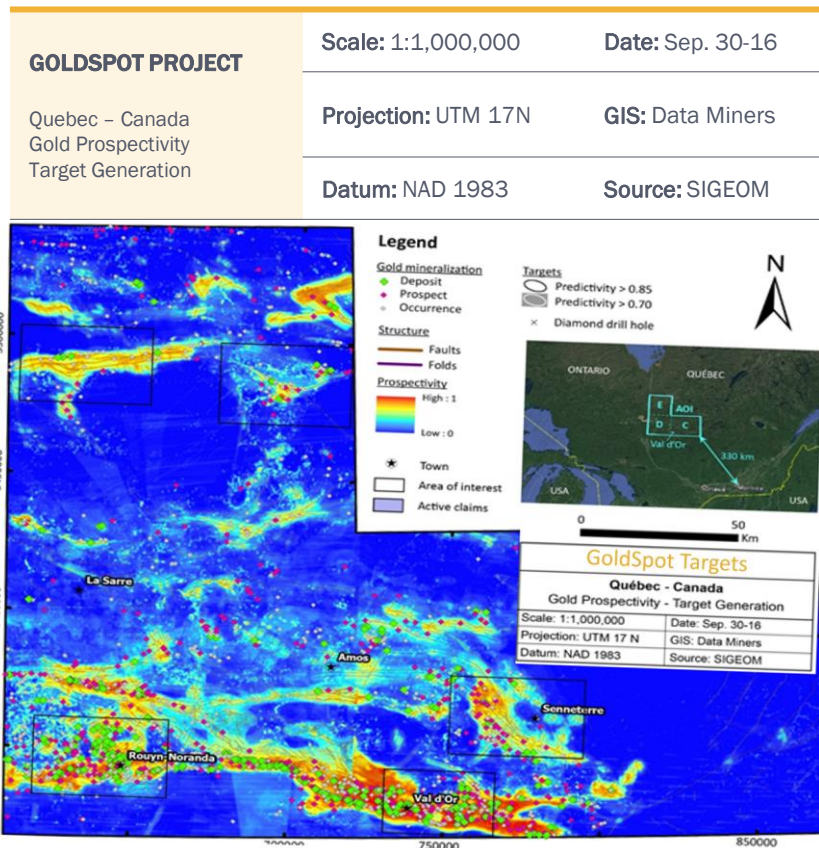 GOLDSPOT PROJECT
Quebec – Canada
Gold Prospectivity
Target Generation
Scale: 1:1,000,000
Date: Sep. 30-16
Projection: UTM 17N
GIS: Data Miners
Datum: NAD 1983
Source: SIGEOM
Legend
Gold mineralization
Deposit
Prospect
Occurrence
Structure
Faults
Folds
Prospectivity
High : 1
Low : 0
Town
Area of interest
Active claims
Targets
Predictivity > 0.85
Predictivity > 0.70
Diamond drill hole
N
ONTARIO
QUÉBEC
E
AOI
D
C
Val d'Or
330 km
USA
USA
0
50
Km
GoldSpot Targets
Québec - Canada
Gold Prospectivity - Target Generation
Scale: 1:1,000,000
Date: Sep. 30-16
Projection: UTM 17 N
GIS: Data Miners
Datum: NAD 1983
Source: SIGEOM
La Sarre
Amos
Senneterre
Rouyn-Noranda
Val d'Or
750000
850000